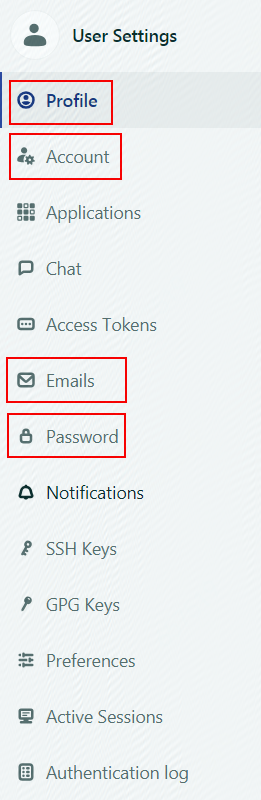 User Settings
Profile
Account
Applications
Chat
Access Tokens
Emails
Password
Notifications
SSH Keys
GPG Keys
Preferences
Active Sessions
Authentication log